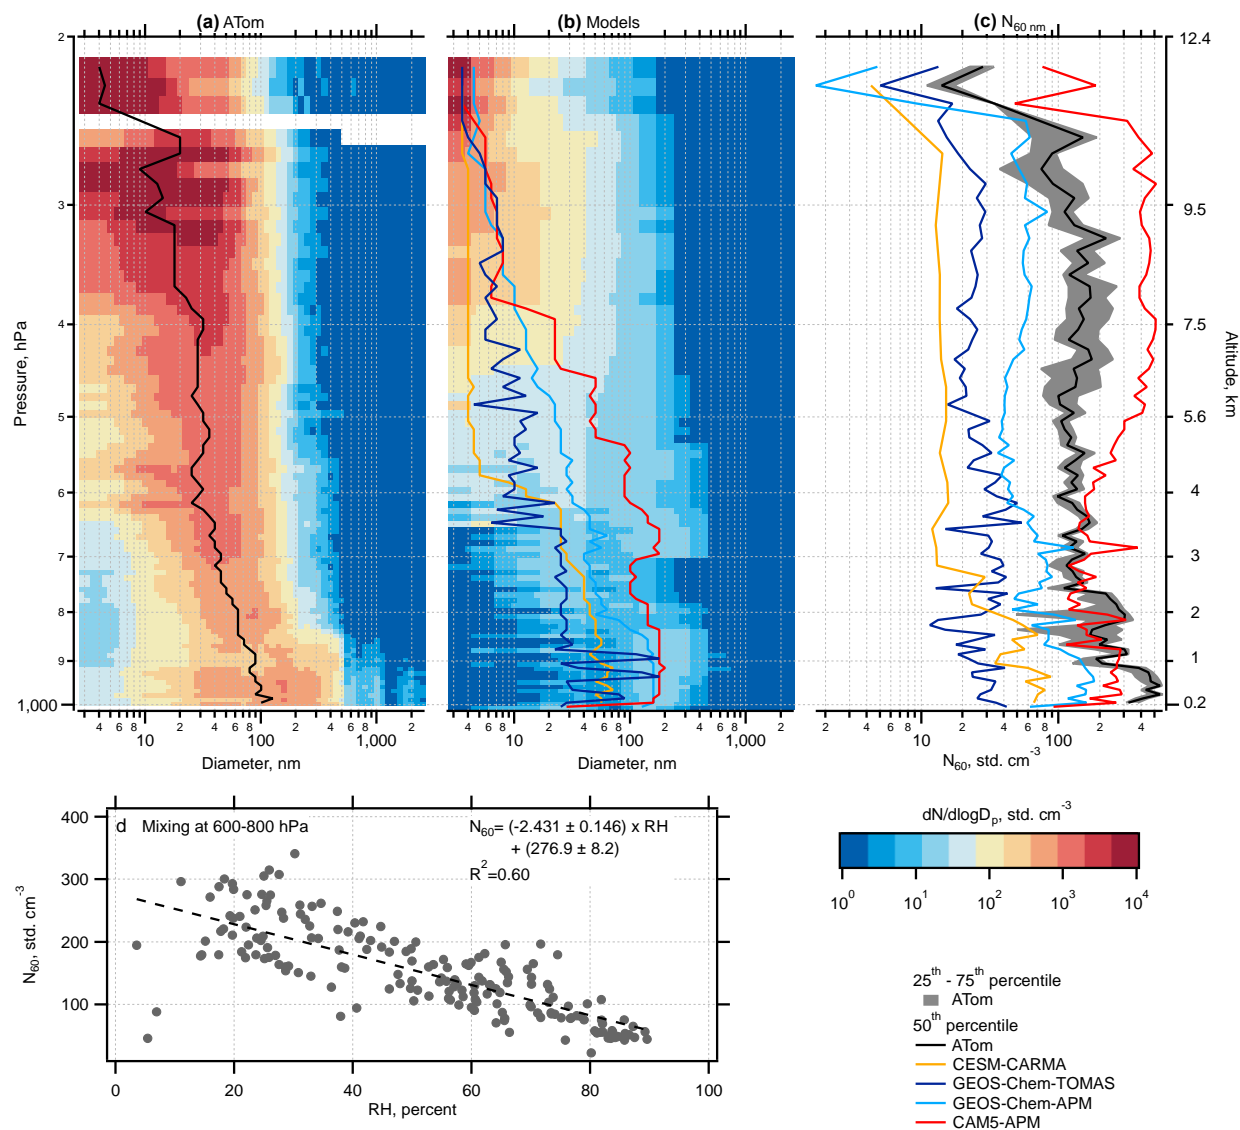 (a) ATom
(b) Models
(c) N60 nm
2
3
4
5
6
7
8
9
1,000
Pressure, hPa
12.4
9.5
7.5
5.6
4
3
2
1
0.2
Altitude, km
4 6 8 2 4 6 8 2 4 6 8 2
10 100 1,000
Diameter, nm
4 6 8 2 4 6 8 2 4 6 8 2
10 100 1,000
Diameter, nm
2 4 6 8 2 4 6 8 2 4
10 100
N60, std. cm-3
d Mixing at 600-800 hPa
N60= (-2.431 ± 0.146) x RH
+ (276.9 ± 8.2)
R2=0.60
400
300
200
100
N60, std. cm-3
0 20 40 60 80 100
RH, percent
dN/dlogDp, std. cm-3
10^0 10^1 10^2 10^3 10^4
25th - 75th percentile
ATom
50th percentile
ATom
CESM-CARMA
GEOS-Chem-TOMAS
GEOS-Chem-APM
CAM5-APM